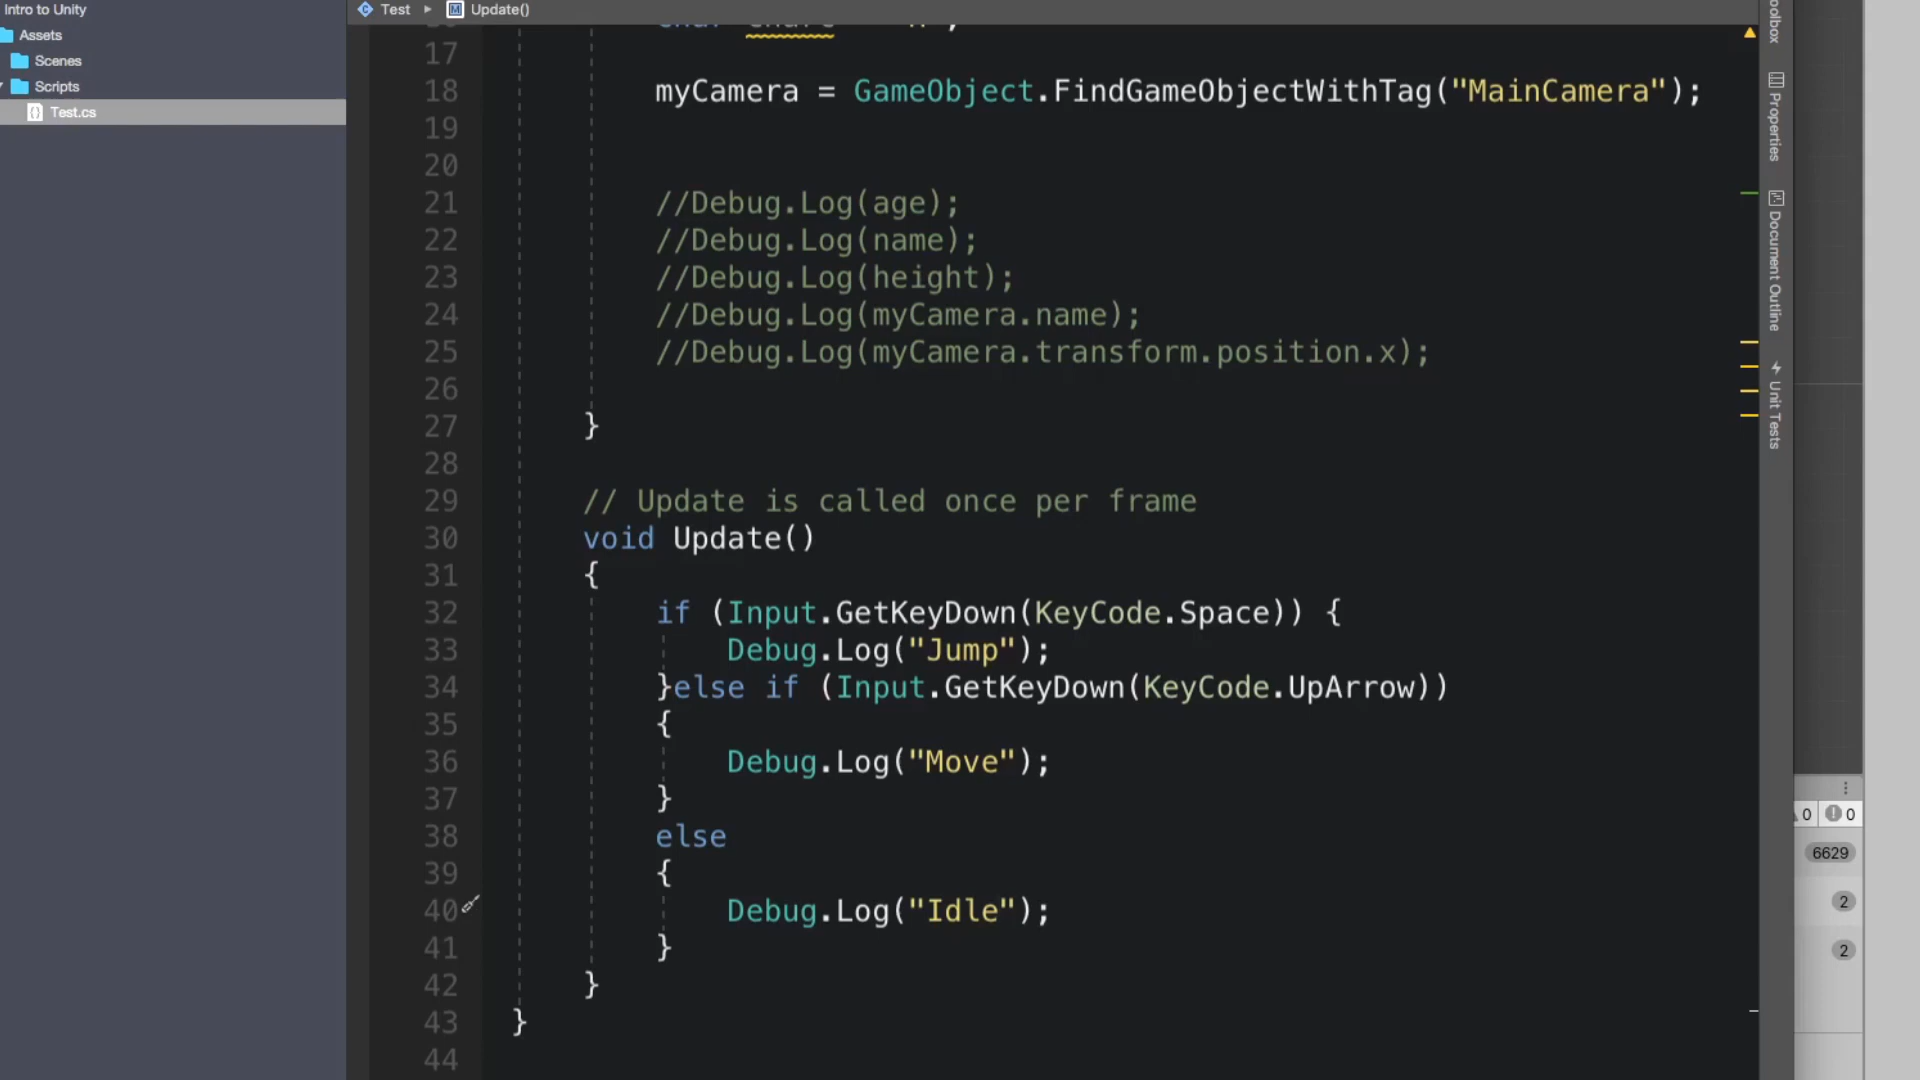 Intro to Unity
Assets
Scenes
Scripts
Test.cs
Test ▸ Update()
17
18 myCamera = GameObject.FindGameObjectWithTag("MainCamera");
19
20
21 //Debug.Log(age);
22 //Debug.Log(name);
23 //Debug.Log(height);
24 //Debug.Log(myCamera.name);
25 //Debug.Log(myCamera.transform.position.x);
26
27 }
28
29 // Update is called once per frame
30 void Update()
31 {
32 if (Input.GetKeyDown(KeyCode.Space)) {
33 Debug.Log("Jump");
34 }else if (Input.GetKeyDown(KeyCode.UpArrow))
35 {
36 Debug.Log("Move");
37 }
38 else
39 {
40 Debug.Log("Idle");
41 }
42 }
43 }
44
Properties
Document Outline
Unit Tests
0
0
6629
2
2